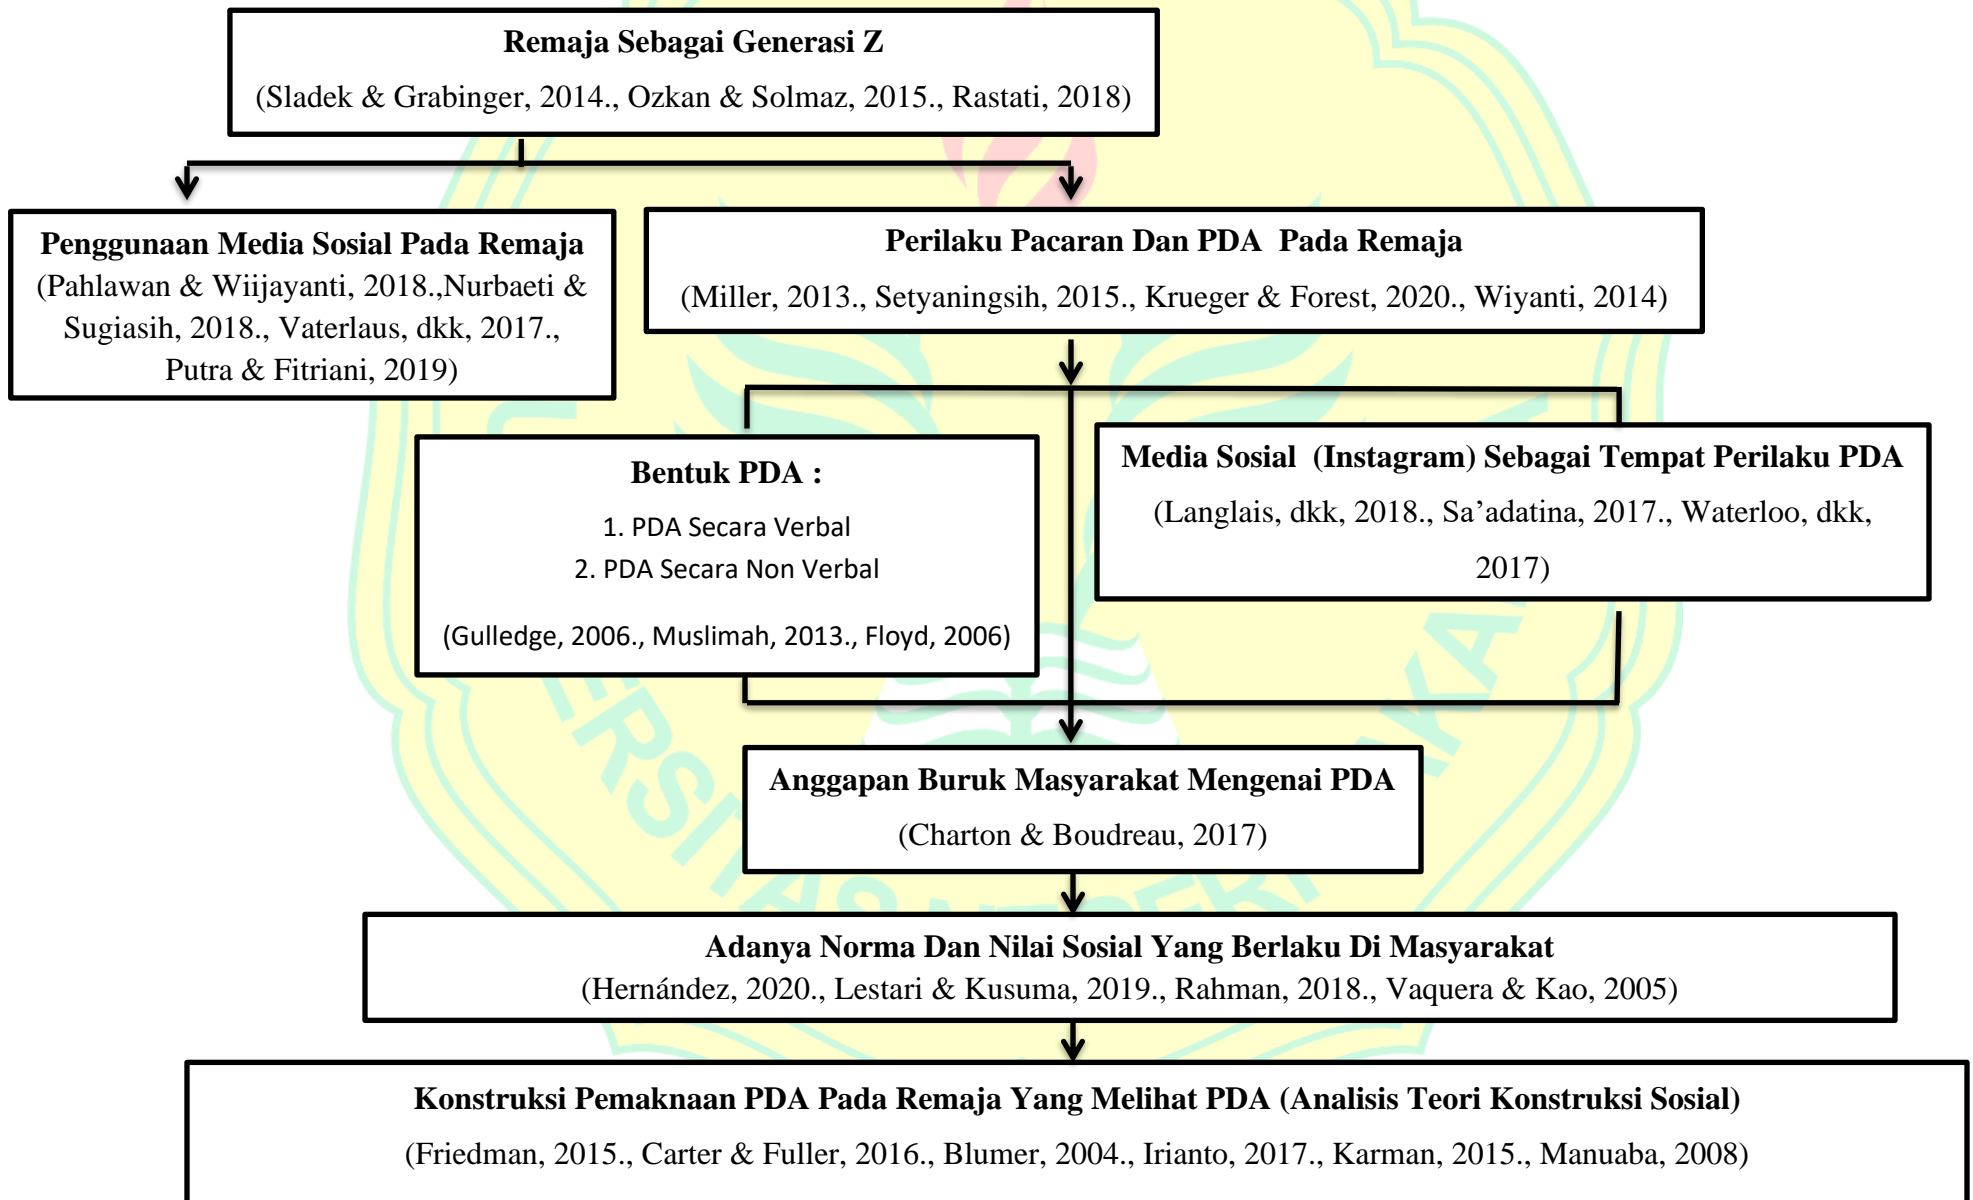 Remaja Sebagai Generasi Z
(Sladek & Grabinger, 2014., Ozkan & Solmaz, 2015., Rastati, 2018)
Penggunaan Media Sosial Pada Remaja
(Pahlawan & Wiijayanti, 2018.,Nurbaeti &
Sugiasih, 2018., Vaterlaus, dkk, 2017.,
Putra & Fitriani, 2019)
Perilaku Pacaran Dan PDA  Pada Remaja
(Miller, 2013., Setyaningsih, 2015., Krueger & Forest, 2020., Wiyanti, 2014)
Bentuk PDA :
1. PDA Secara Verbal
2. PDA Secara Non Verbal
(Gulledge, 2006., Muslimah, 2013., Floyd, 2006)
Media Sosial  (Instagram) Sebagai Tempat Perilaku PDA
(Langlais, dkk, 2018., Sa’adatina, 2017., Waterloo, dkk,
2017)
Anggapan Buruk Masyarakat Mengenai PDA
(Charton & Boudreau, 2017)
Adanya Norma Dan Nilai Sosial Yang Berlaku Di Masyarakat
(Hernández, 2020., Lestari & Kusuma, 2019., Rahman, 2018., Vaquera & Kao, 2005)
Konstruksi Pemaknaan PDA Pada Remaja Yang Melihat PDA (Analisis Teori Konstruksi Sosial)
(Friedman, 2015., Carter & Fuller, 2016., Blumer, 2004., Irianto, 2017., Karman, 2015., Manuaba, 2008)